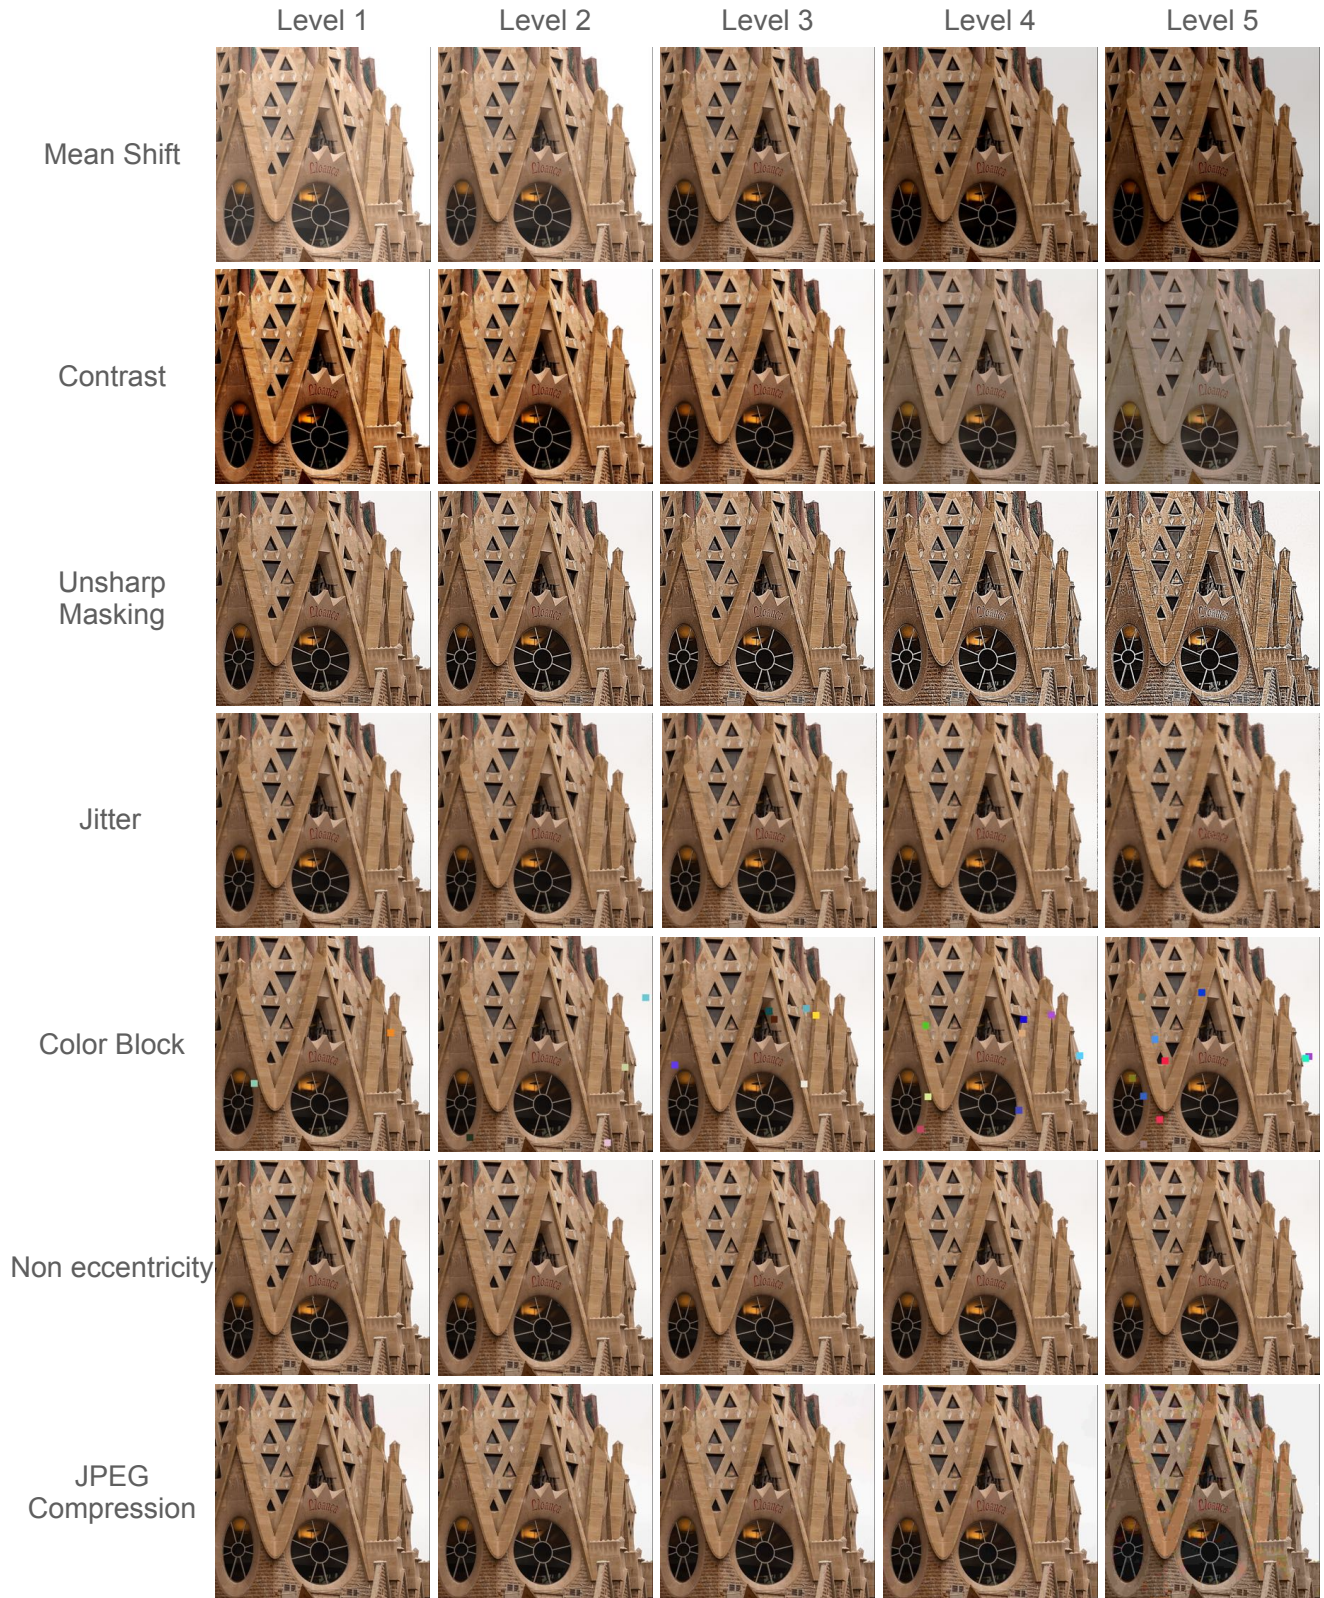 Level 1 Level 2 Level 3 Level 4 Level 5
Mean Shift
Contrast
Unsharp
Masking
Jitter
Color Block
Non eccentricity
JPEG
Compression